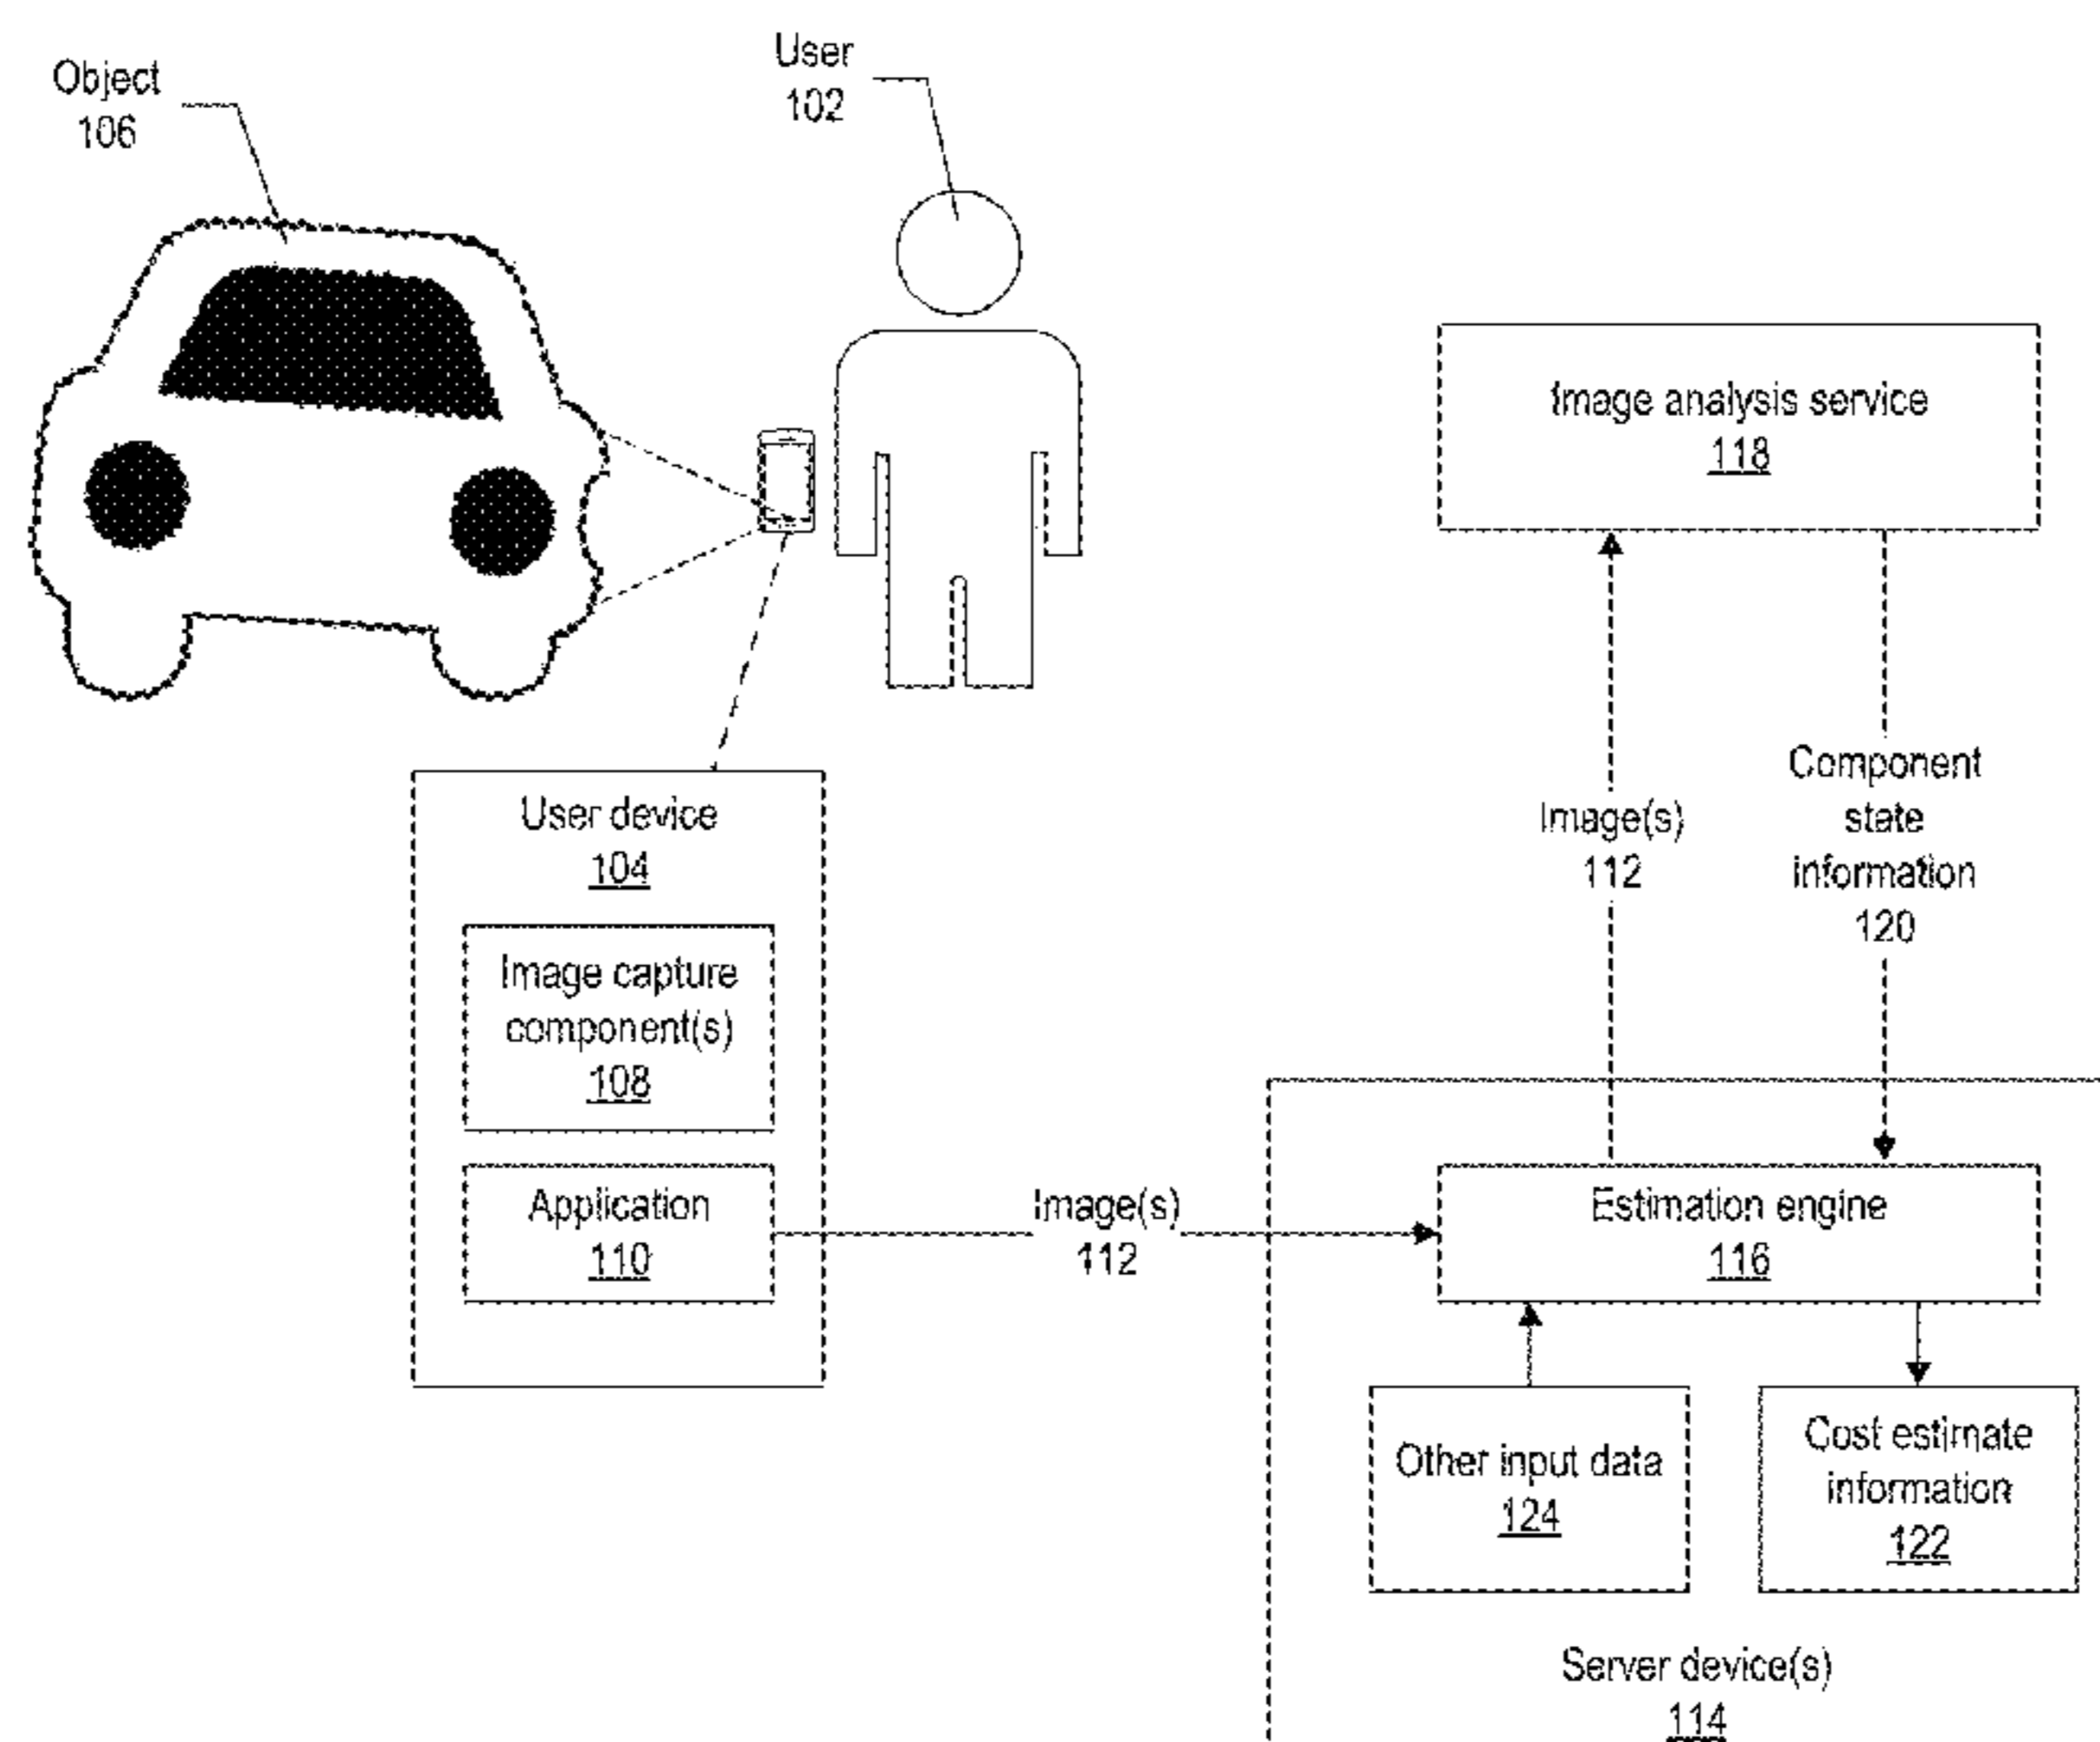 Object
106
User
102
Image analysis service
118
User device
104
Image capture
component(s)
108
Application
110
Image(s)
112
Image(s)
112
Component
state
information
120
Estimation engine
116
Other input data
124
Cost estimate
information
122
Server device(s)
114